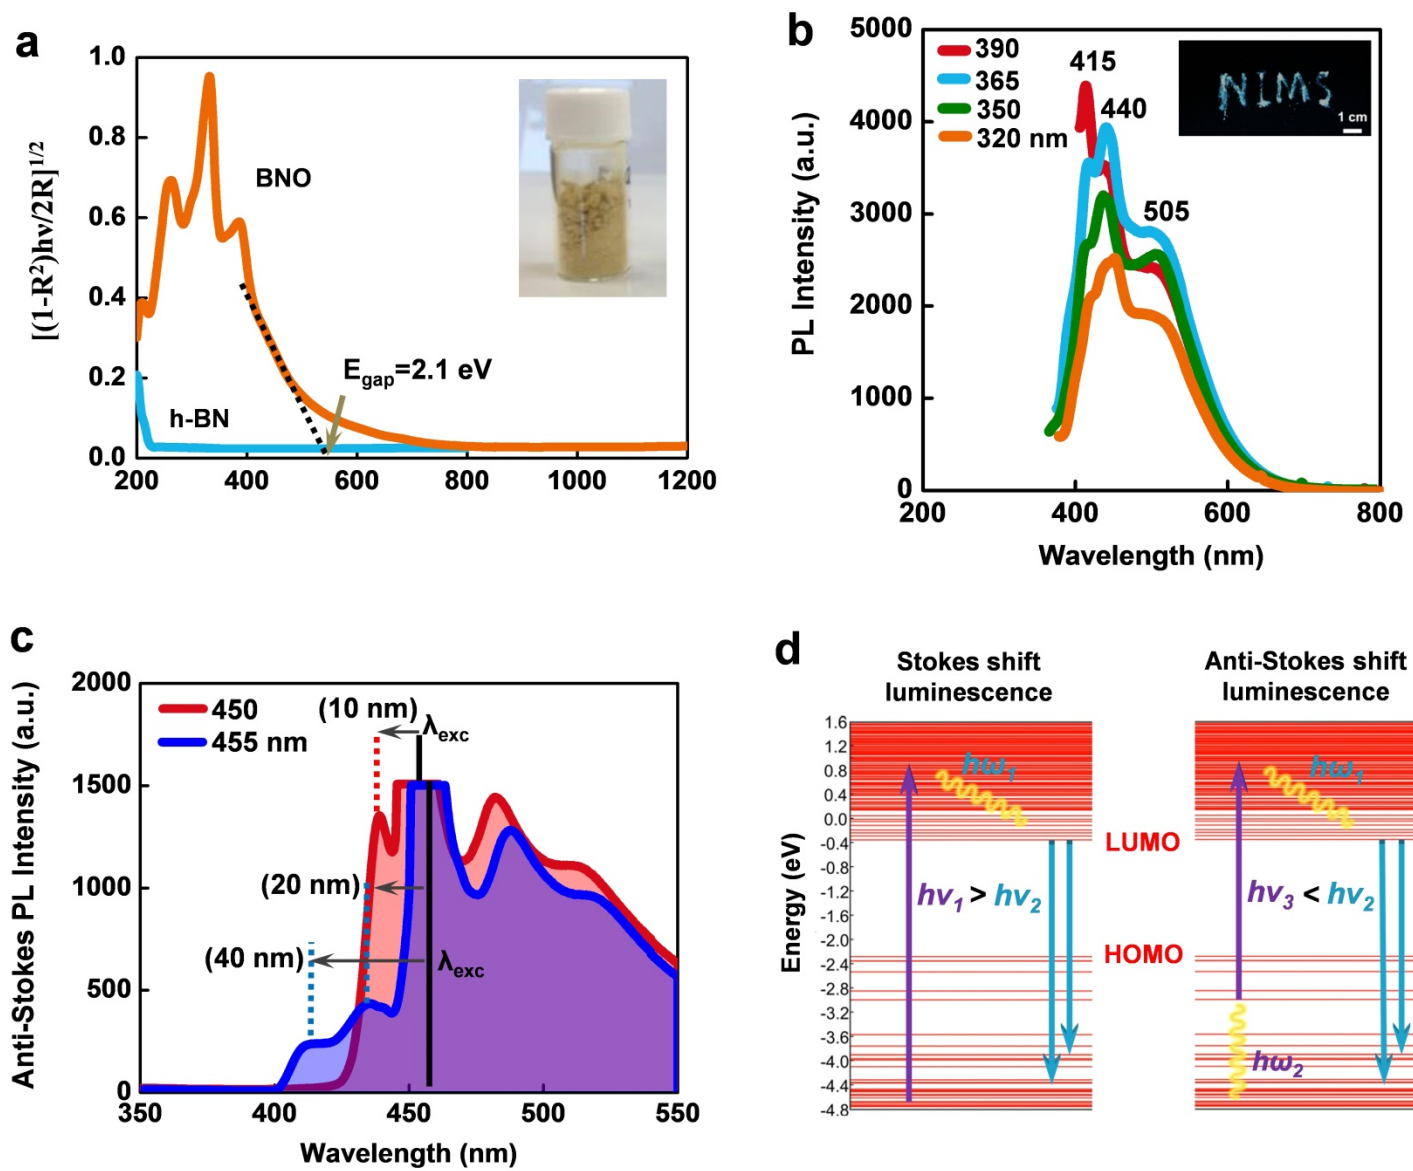 a
[(1-R²)hν/2R]¹/²
1.0
0.8
0.6
0.4
0.2
0.0
200 400 600 800 1000 1200
BNO
h-BN
E_gap=2.1 eV
b
PL Intensity (a.u.)
5000
4000
3000
2000
1000
0
200 400 600 800
Wavelength (nm)
390
365
350
320 nm
415
440
505
NIMS
1 cm
c
Anti-Stokes PL Intensity (a.u.)
2000
1500
1000
500
0
350 400 450 500 550
Wavelength (nm)
450
455 nm
(10 nm)
λ_exc
(20 nm)
(40 nm)
λ_exc
d
Stokes shift
luminescence
Anti-Stokes shift
luminescence
Energy (eV)
1.6
1.2
0.8
0.4
0.0
-0.4
-0.8
-1.2
-1.6
-2.0
-2.4
-2.8
-3.2
-3.6
-4.0
-4.4
-4.8
hω₁
hν₁ > hν₂
LUMO
HOMO
hω₁
hν₃ < hν₂
hω₂